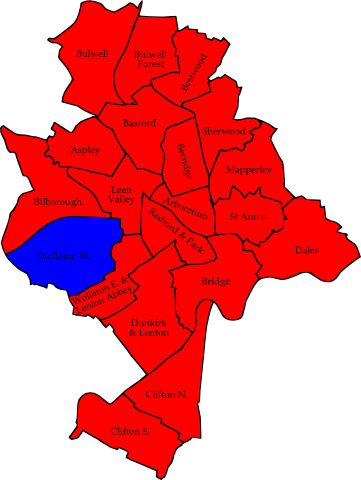 Bulwell
Bulwell
Forest
Bestwood
Basford
Sherwood
Aspley
Berridge
Mapperley
Leen
Valley
Bilborough
Arboretum
Radford & Park
St Ann's
Wollaton W.
Dales
Bridge
Wollaton E. &
Lenton Abbey
Dunkirk
& Lenton
Clifton N.
Clifton S.